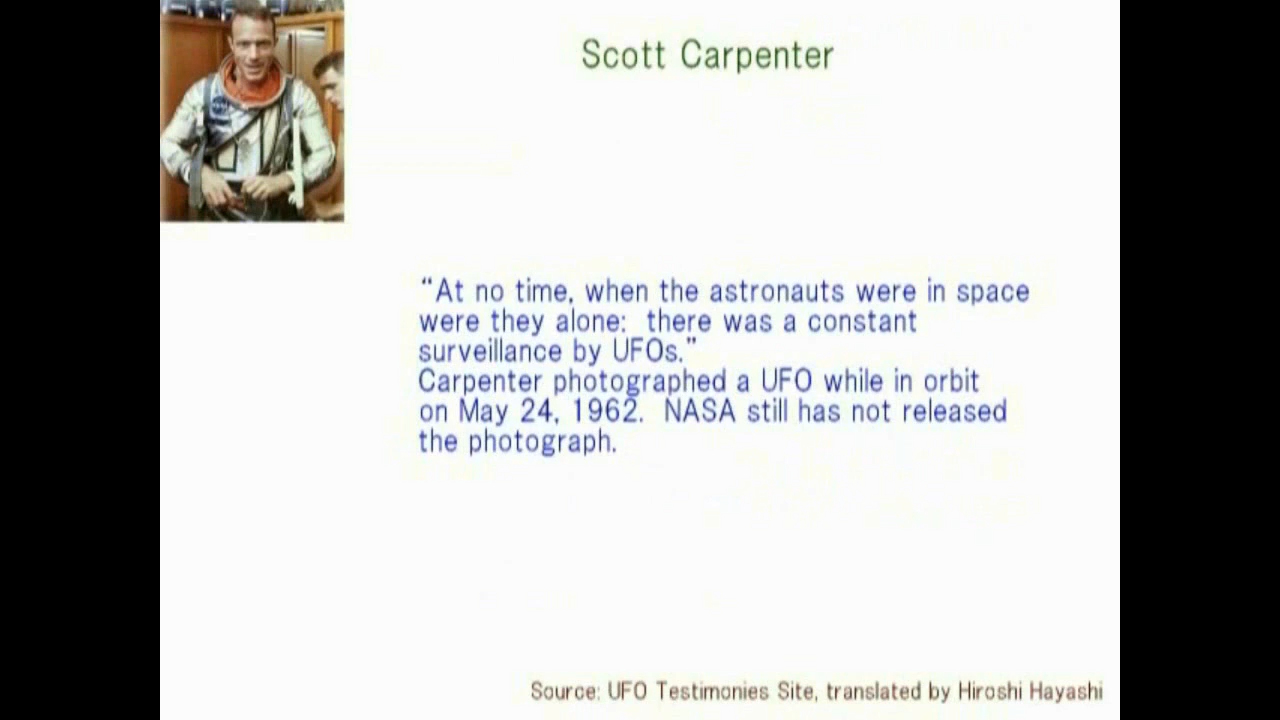 Scott Carpenter
“At no time, when the astronauts were in space
were they alone: there was a constant
surveillance by UFOs.”
Carpenter photographed a UFO while in orbit
on May 24, 1962. NASA still has not released
the photograph.
Source: UFO Testimonies Site, translated by Hiroshi Hayashi